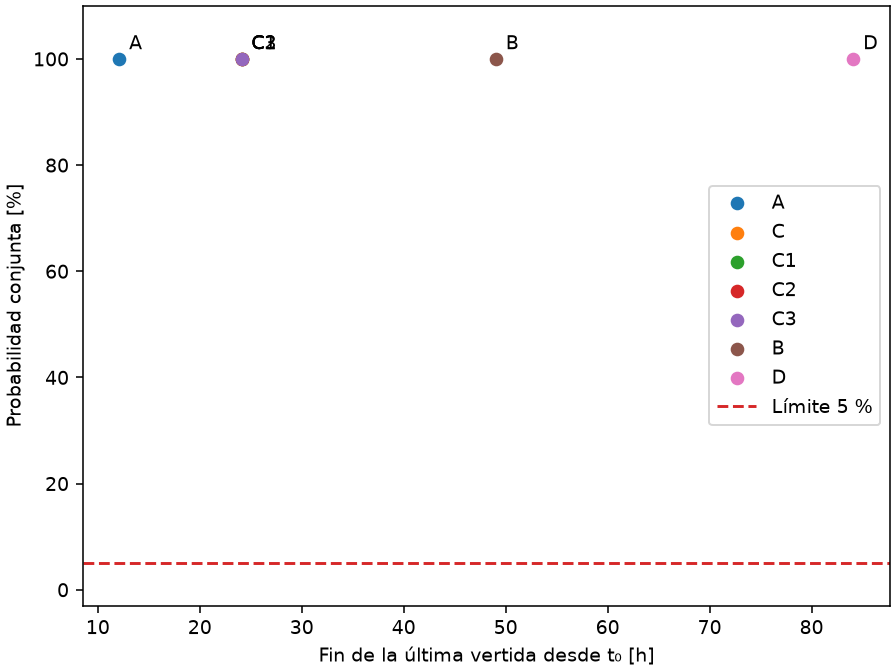 A
B
D
100
80
60
40
20
0
Probabilidad conjunta [%]
A
C
C1
C2
C3
B
D
Límite 5 %
10
20
30
40
50
60
70
80
Fin de la última vertida desde t₀ [h]